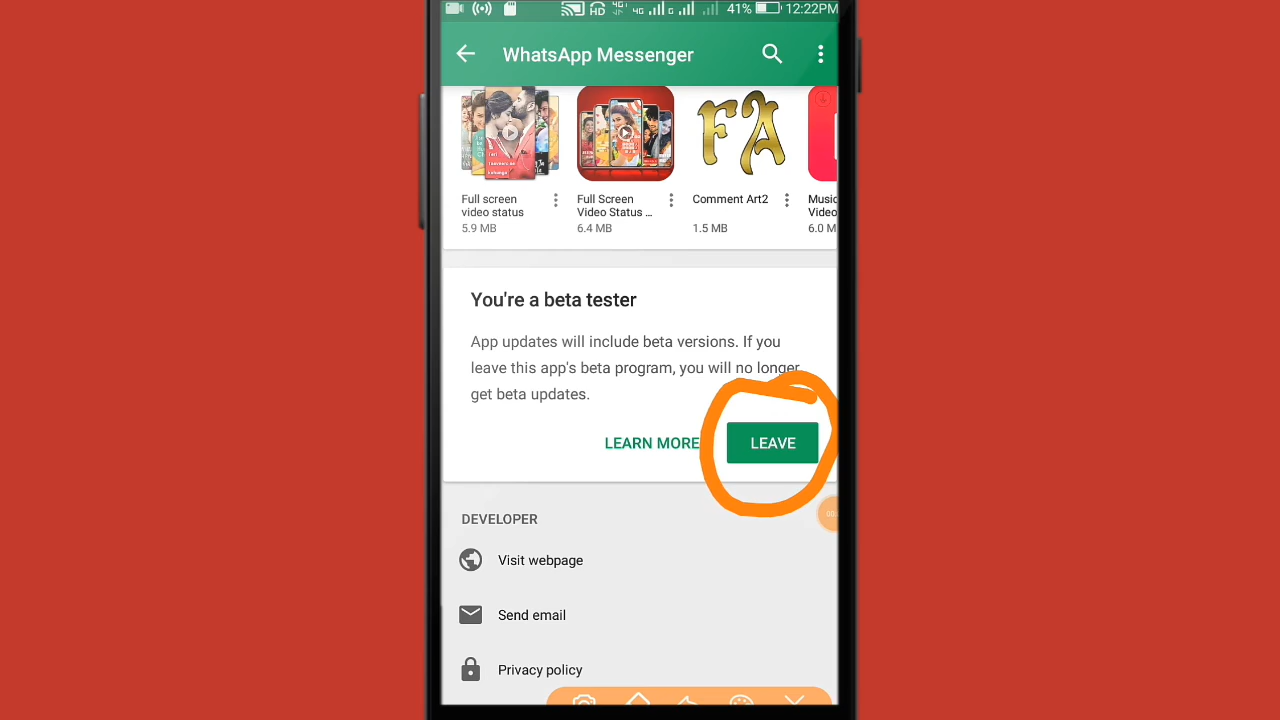 4G+ 4G G 41% 12:22PM
WhatsApp Messenger
Full screen
video status
5.9 MB
Full Screen
Video Status ...
6.4 MB
FA
Comment Art2
1.5 MB
Music
Video
6.0 M
You're a beta tester
App updates will include beta versions. If you
leave this app's beta program, you will no longer
get beta updates.
LEARN MORE
LEAVE
DEVELOPER
Visit webpage
Send email
Privacy policy